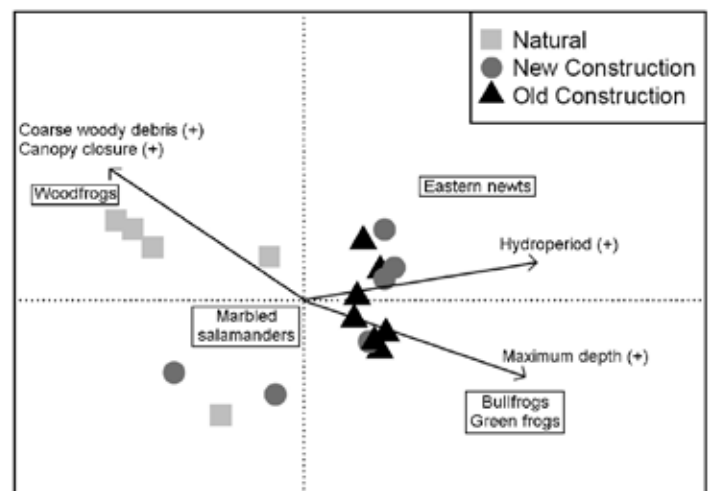 Natural
New Construction
Old Construction
Coarse woody debris (+)
Canopy closure (+)
Woodfrogs
Eastern newts
Hydroperiod (+)
Marbled
salamanders
Maximum depth (+)
Bullfrogs
Green frogs